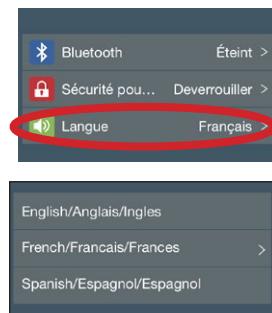 Bluetooth Éteint >
Sécurité pou... Deverrouiller >
Langue Français >
English/Anglais/Ingles
French/Francais/Frances >
Spanish/Espagnol/Espagnol